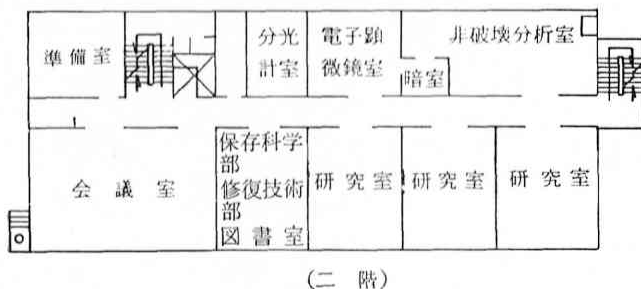 準備室
分光
計室
電子顕
微鏡室
暗室
非破壊分析室
会議室
保存科学
部
修復技術
部
図書室
研究室
研究室
研究室
(二階)